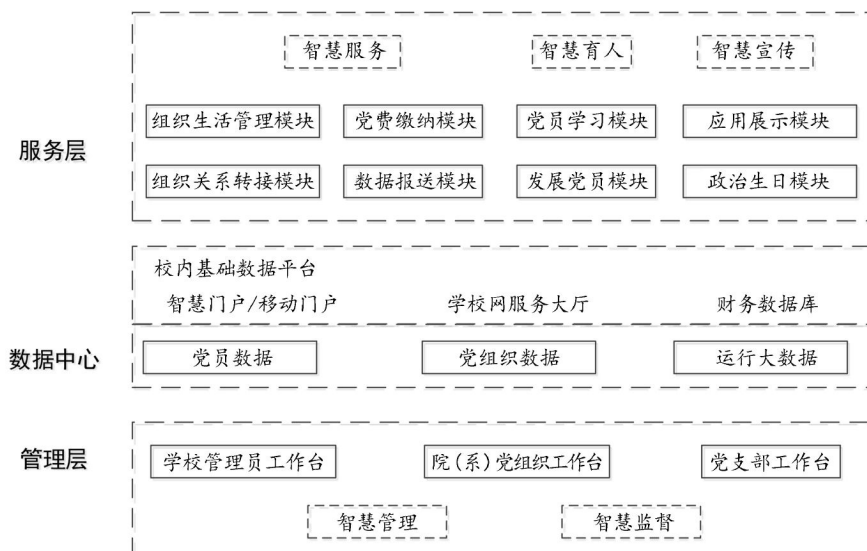 智慧服务 智慧育人 智慧宣传
组织生活管理模块 党费缴纳模块 党员学习模块 应用展示模块
服务层
组织关系转接模块 数据报送模块 发展党员模块 政治生日模块
校内基础数据平台
智慧门户/移动门户 学校网服务大厅 财务数据库
数据中心 党员数据 党组织数据 运行大数据
管理层 学校管理员工作台 院(系)党组织工作台 党支部工作台
智慧管理 智慧监督